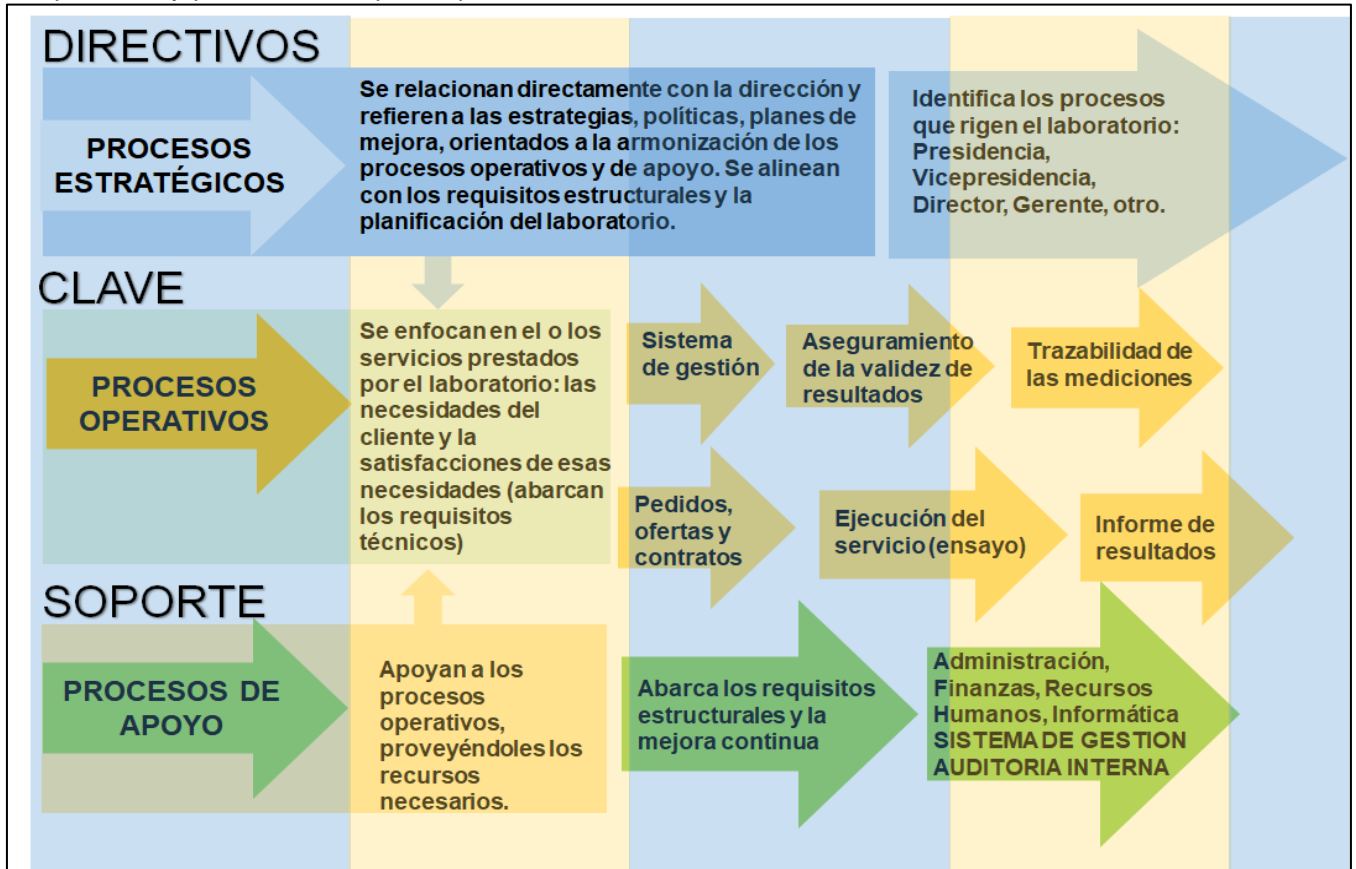 DIRECTIVOS
PROCESOS
ESTRATÉGICOS
Se relacionan directamente con la dirección y
refieren a las estrategias, políticas, planes de
mejora, orientados a la armonización de los
procesos operativos y de apoyo. Se alinean
con los requisitos estructurales y la
planificación del laboratorio.
Identifica los procesos
que rigen el laboratorio:
Presidencia,
Vicepresidencia,
Director, Gerente, otro.
CLAVE
PROCESOS
OPERATIVOS
Se enfocan en el o los
servicios prestados
por el laboratorio: las
necesidades del
cliente y la
satisfacciones de esas
necesidades (abarcan
los requisitos
técnicos)
Sistema
de gestión
Aseguramiento
de la validez de
resultados
Trazabilidad de
las mediciones
Pedidos,
ofertas y
contratos
Ejecución del
servicio (ensayo)
Informe de
resultados
SOPORTE
PROCESOS DE
APOYO
Apoyan a los
procesos
operativos,
proveyéndoles los
recursos
necesarios.
Abarca los requisitos
estructurales y la
mejora continua
Administración,
Finanzas, Recursos
Humanos, Informática
SISTEMA DE GESTION
AUDITORIA INTERNA